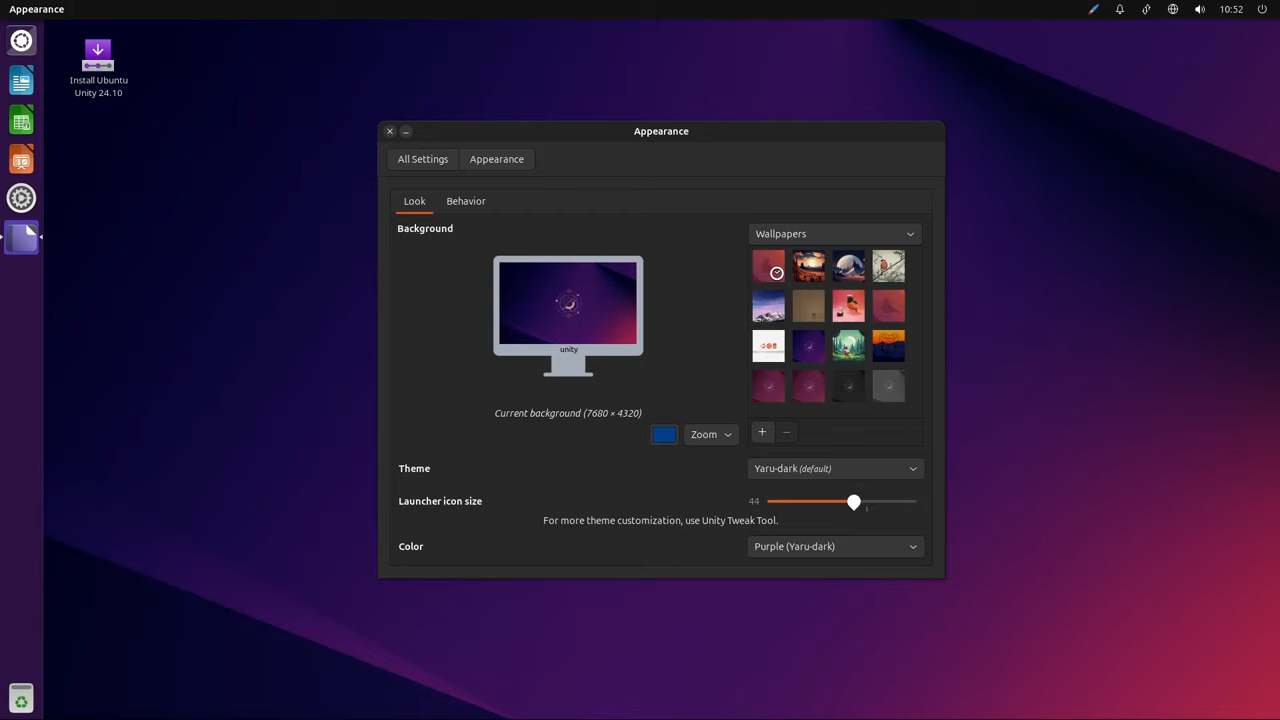 Appearance
10:52
Install Ubuntu
Unity 24.10
Appearance
All Settings
Appearance
Look
Behavior
Background
Wallpapers
unity
Current background (7680 × 4320)
Zoom
Theme
Yaru-dark (default)
Launcher icon size
44
For more theme customization, use Unity Tweak Tool.
Color
Purple (Yaru-dark)